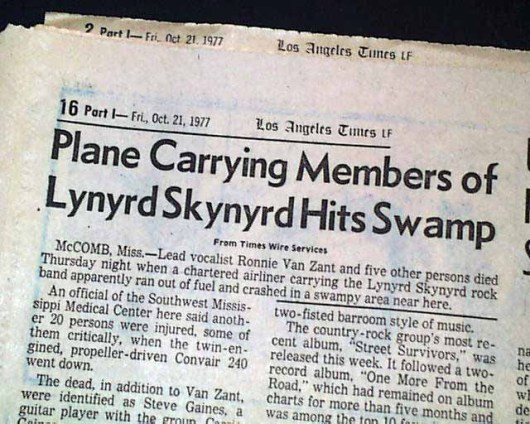 2 Part I—Fri., Oct. 21, 1977 Los Angeles Times LF
16 Part I—Fri., Oct. 21, 1977 Los Angeles Times LF
Plane Carrying Members of
Lynyrd Skynyrd Hits Swamp
From Times Wire Services
McCOMB, Miss.—Lead vocalist Ronnie Van Zant and five other persons died
Thursday night when a chartered airliner carrying the Lynyrd Skynyrd rock
band apparently ran out of fuel and crashed in a swampy area near here.
An official of the Southwest Missis-
sippi Medical Center here said anoth-
er 20 persons were injured, some of
them critically, when the twin-en-
gined, propeller-driven Convair 240
went down.
The dead, in addition to Van Zant,
were identified as Steve Gaines, a
guitar player with the group, Cassie
Gaines
two-fisted barroom style of music.
The country-rock group's most re-
cent album, "Street Survivors," was
released this week. It followed a two-
record album, "One More From the
Road," which had remained on album
charts for more than five months and
was among the top 10